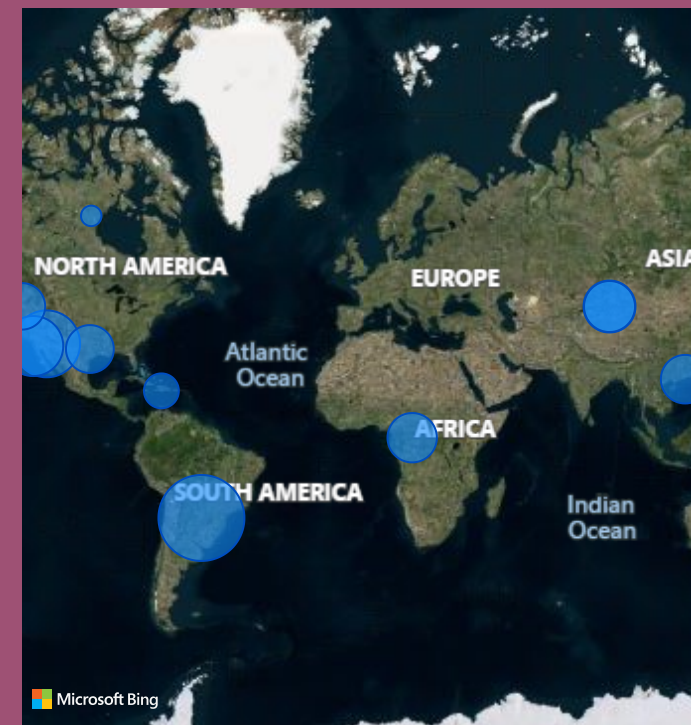 NORTH AMERICA
EUROPE
ASIA
Atlantic
Ocean
AFRICA
SOUTH AMERICA
Indian
Ocean
Microsoft Bing